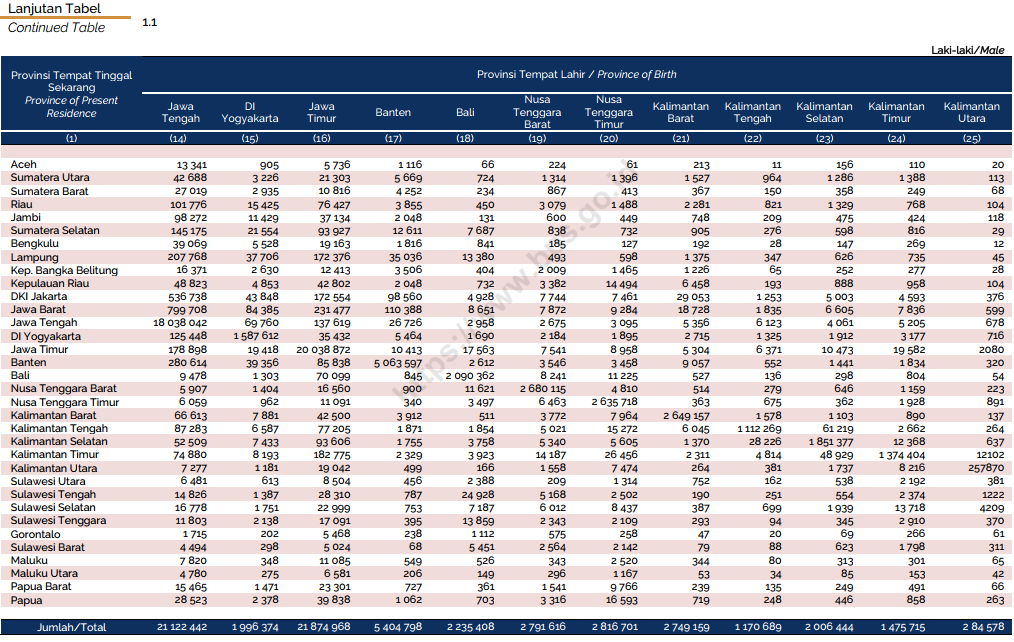 Lanjutan Tabel
Continued Table
1.1
Laki-laki/Male
Provinsi Tempat Tinggal Sekarang Province of Present Residence
Provinsi Tempat Lahir / Province of Birth
Jawa Tengah DI Yogyakarta Jawa Timur Banten Bali Nusa Tenggara Barat Nusa Tenggara Timur Kalimantan Barat Kalimantan Tengah Kalimantan Selatan Kalimantan Timur Kalimantan Utara
(1) (14) (15) (16) (17) (18) (19) (20) (21) (22) (23) (24) (25)
Aceh 13 341 905 5 736 1 116 66 224 61 213 11 156 110 20
Sumatera Utara 42 688 3 226 21 303 5 669 724 1 314 1 396 1 527 964 1 286 1 388 113
Sumatera Barat 27 019 2 935 10 816 4 252 234 867 413 367 150 358 249 68
Riau 101 776 15 425 76 427 3 855 450 3 079 1 488 2 281 821 1 329 768 104
Jambi 98 272 11 429 37 134 2 048 131 600 449 748 209 475 424 118
Sumatera Selatan 145 175 21 554 93 927 12 611 7 687 838 732 905 276 598 816 29
Bengkulu 39 069 5 528 19 163 1 816 841 185 127 192 28 147 269 12
Lampung 207 768 37 706 172 376 35 036 13 380 493 598 1 375 347 626 735 45
Kep. Bangka Belitung 16 371 2 630 12 413 3 506 404 2 009 1 465 1 226 65 252 277 28
Kepulauan Riau 48 823 4 853 42 802 2 048 732 3 382 14 494 6 458 193 888 958 104
DKI Jakarta 536 738 43 848 172 554 98 560 4 928 7 744 7 461 29 053 1 253 5 003 4 593 376
Jawa Barat 799 708 84 385 231 477 110 388 8 651 7 872 9 284 18 728 1 835 6 605 7 836 599
Jawa Tengah 18 038 042 69 760 137 619 26 726 2 958 2 675 3 095 5 356 6 123 4 061 5 205 678
DI Yogyakarta 125 448 1 587 612 35 432 5 464 1 690 2 184 1 895 2 715 1 325 1 912 3 177 716
Jawa Timur 178 898 19 418 20 038 872 10 413 17 563 7 541 8 958 5 304 6 371 10 473 19 582 2080
Banten 280 614 39 356 85 838 5 063 597 2 612 3 546 3 458 9 057 552 1 441 1 834 320
Bali 9 478 1 303 70 099 845 2 090 362 8 241 11 225 527 136 298 804 54
Nusa Tenggara Barat 5 907 1 404 16 560 900 11 621 2 680 115 4 810 514 279 646 1 159 223
Nusa Tenggara Timur 6 059 962 11 091 340 3 497 6 463 2 635 718 363 675 362 1 928 891
Kalimantan Barat 66 613 7 881 42 500 3 912 511 3 772 7 964 2 649 157 1 578 1 103 890 137
Kalimantan Tengah 87 283 6 587 77 205 1 871 1 854 5 021 15 272 6 045 1 112 269 61 219 2 662 264
Kalimantan Selatan 52 509 7 433 93 606 1 755 3 758 5 340 5 605 1 370 28 226 1 851 377 12 368 637
Kalimantan Timur 74 880 8 193 182 775 2 329 3 923 14 187 26 456 2 311 4 814 48 929 1 374 404 12102
Kalimantan Utara 7 277 1 181 19 042 499 166 1 558 7 474 264 381 1 737 8 216 257870
Sulawesi Utara 6 481 613 8 504 456 2 388 209 1 314 752 162 538 2 192 381
Sulawesi Tengah 14 826 1 387 28 310 787 24 928 5 168 2 502 190 251 554 2 374 1222
Sulawesi Selatan 16 778 1 751 22 999 753 7 187 6 012 8 437 387 699 1 939 13 718 4209
Sulawesi Tenggara 11 803 2 138 17 091 395 13 859 2 343 2 109 293 94 345 2 910 370
Gorontalo 1 715 202 5 468 238 1 112 575 258 47 20 69 266 61
Sulawesi Barat 4 494 298 5 024 68 5 451 2 564 2 142 79 88 623 1 798 311
Maluku 7 820 348 11 085 549 526 343 2 520 344 80 313 301 65
Maluku Utara 4 780 275 6 581 206 149 296 1 167 53 34 85 153 42
Papua Barat 15 465 1 471 23 301 727 361 1 541 9 766 239 135 249 491 66
Papua 28 523 2 378 39 838 1 062 703 3 316 16 593 719 248 446 858 263
Jumlah/Total 21 122 442 1 996 374 21 874 968 5 404 798 2 235 408 2 791 616 2 816 701 2 749 159 1 170 689 2 006 444 1 475 715 2 84 578
https://www.bps.go.id